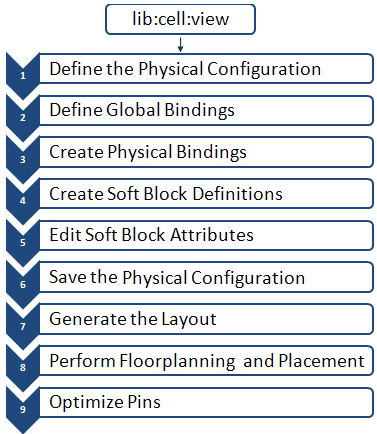 lib:cell:view
1 Define the Physical Configuration
2 Define Global Bindings
3 Create Physical Bindings
4 Create Soft Block Definitions
5 Edit Soft Block Attributes
6 Save the Physical Configuration
7 Generate the Layout
8 Perform Floorplanning and Placement
9 Optimize Pins